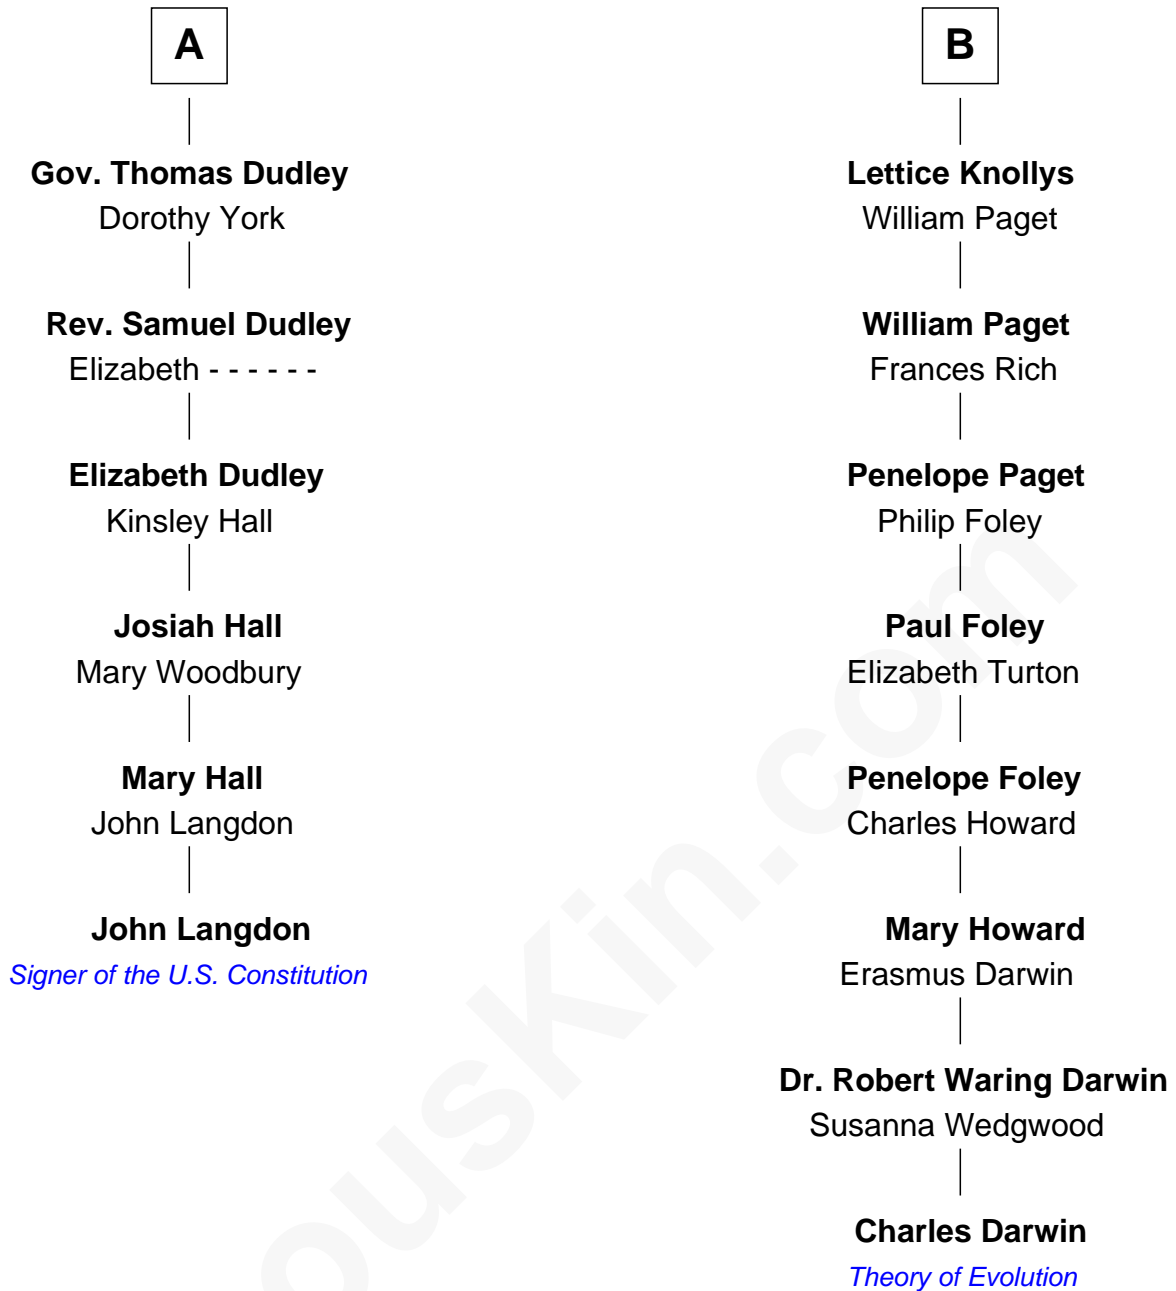 A
Gov. Thomas Dudley
Dorothy York
Rev. Samuel Dudley
Elizabeth - - - - - -
Elizabeth Dudley
Kinsley Hall
Josiah Hall
Mary Woodbury
Mary Hall
John Langdon
John Langdon
Signer of the U.S. Constitution
B
Lettice Knollys
William Paget
William Paget
Frances Rich
Penelope Paget
Philip Foley
Paul Foley
Elizabeth Turton
Penelope Foley
Charles Howard
Mary Howard
Erasmus Darwin
Dr. Robert Waring Darwin
Susanna Wedgwood
Charles Darwin
Theory of Evolution
ousKin.com